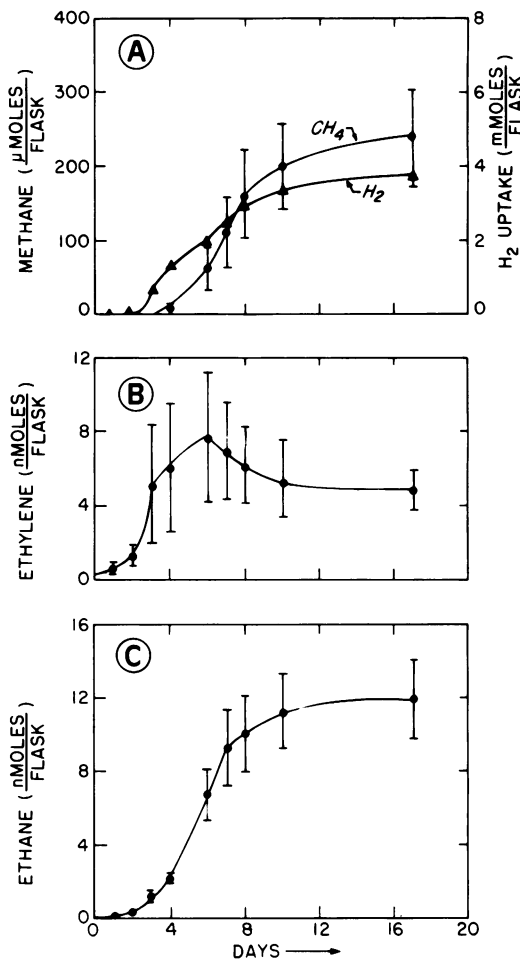 A
400
300
200
100
0
METHANE (μMOLES/FLASK)
8
6
4
2
0
H2 UPTAKE (mMOLES/FLASK)
CH4
H2
B
12
8
4
0
ETHYLENE (nMOLES/FLASK)
C
16
12
8
4
0
ETHANE (nMOLES/FLASK)
0 4 8 12 16 20
DAYS